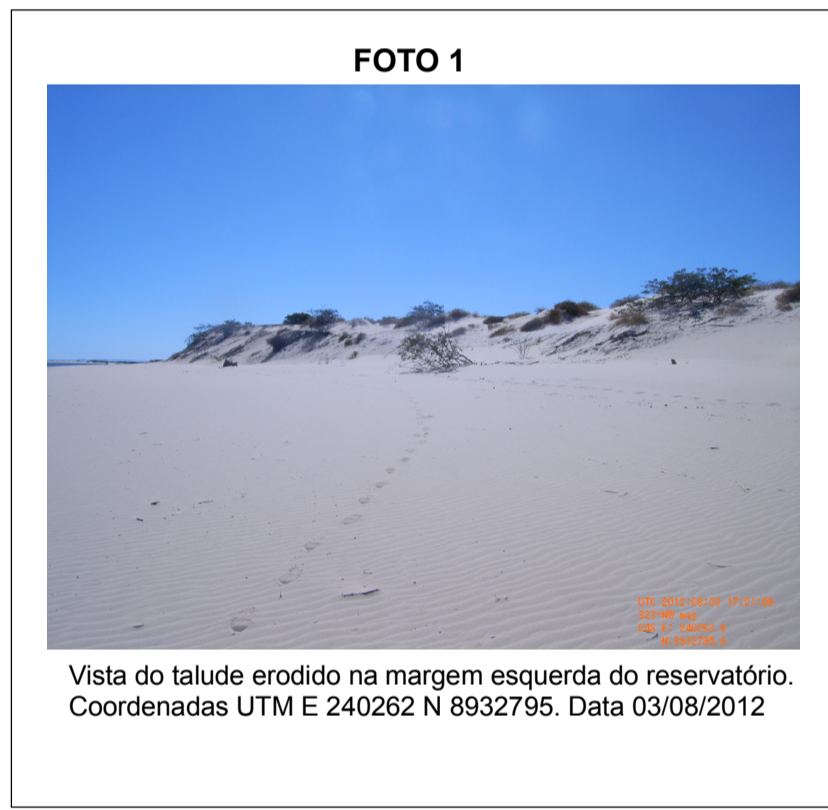 FOTO 1
Vista do talude erodido na margem esquerda do reservatório.
Coordenadas UTM E 240262 N 8932795. Data 03/08/2012